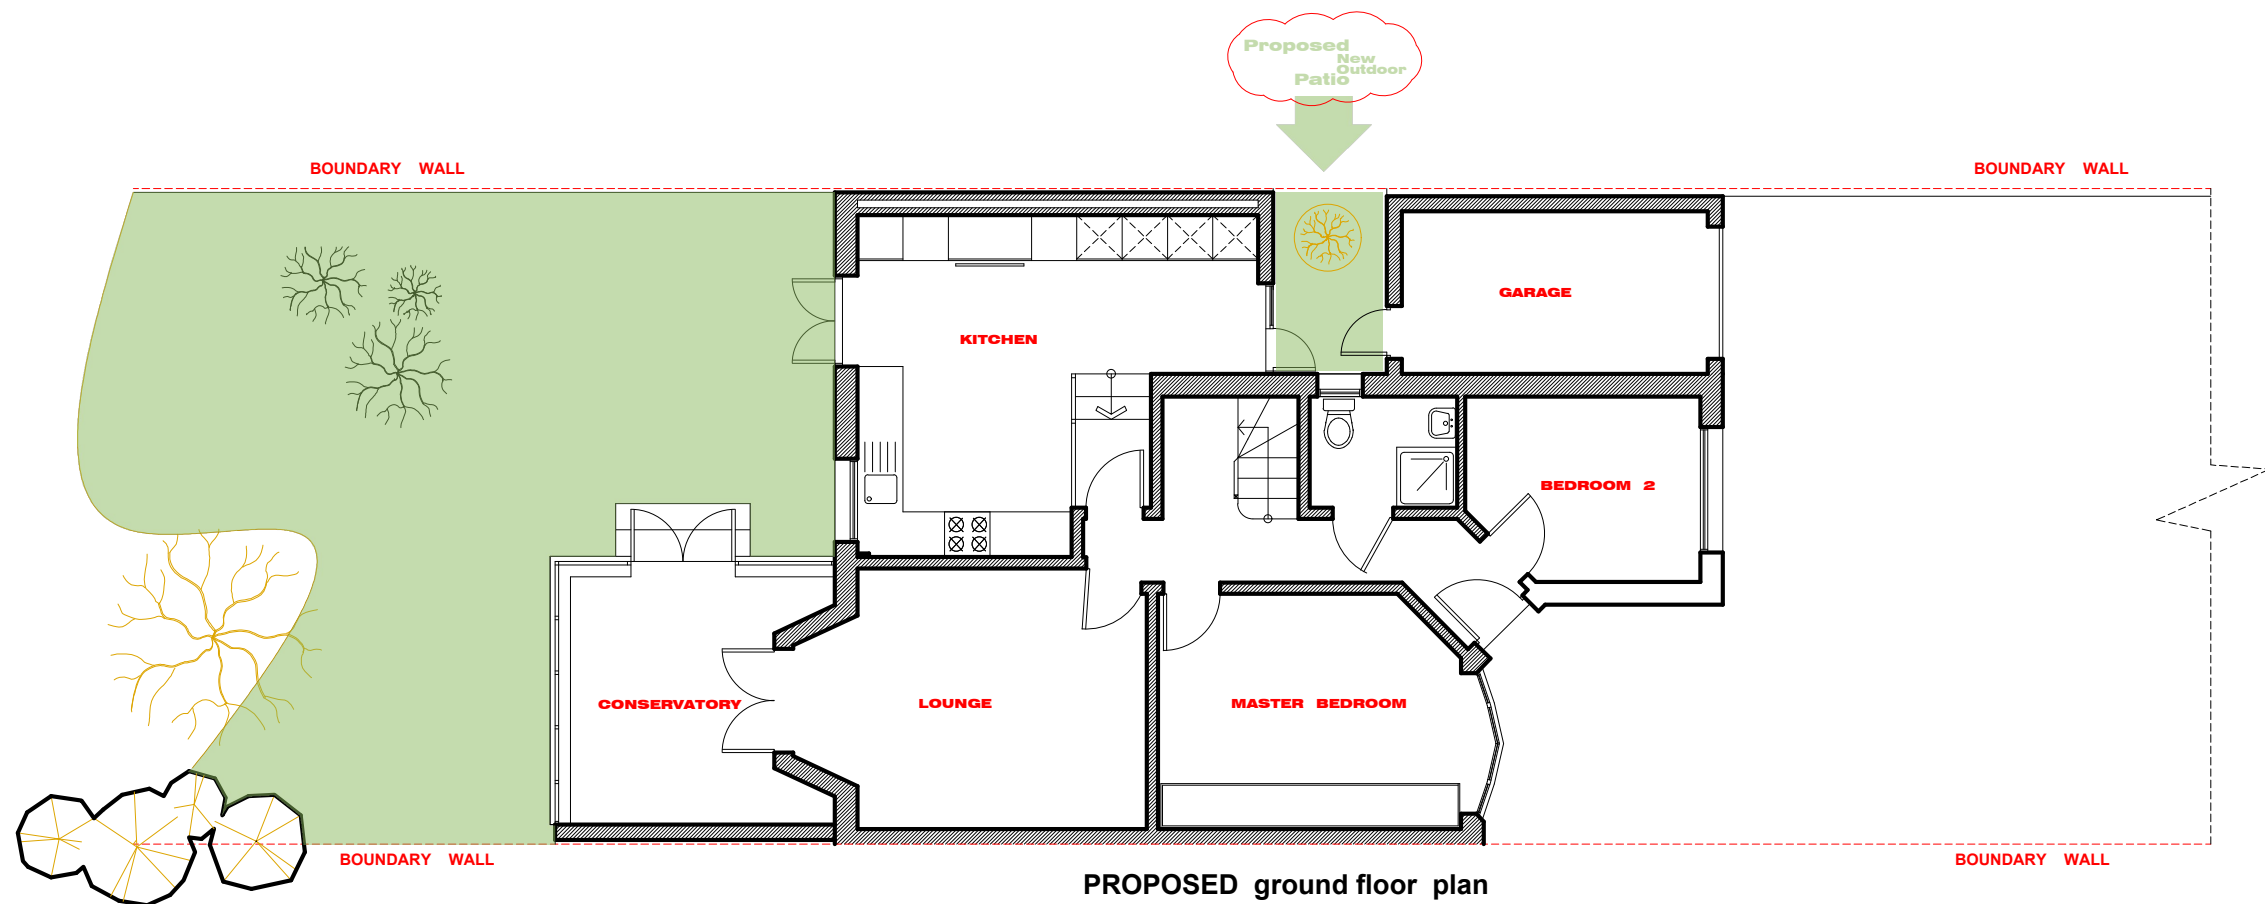 Proposed
New
Outdoor
Patio
BOUNDARY WALL
BOUNDARY WALL
GARAGE
KITCHEN
BEDROOM 2
CONSERVATORY
LOUNGE
MASTER BEDROOM
BOUNDARY WALL
BOUNDARY WALL
PROPOSED ground floor plan